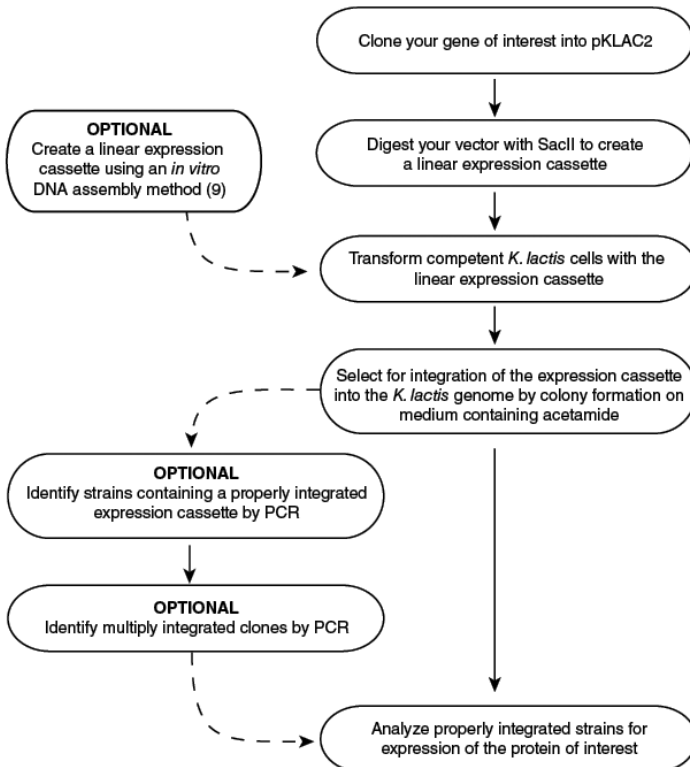 Clone your gene of interest into pKLAC2
OPTIONAL
Create a linear expression
cassette using an in vitro
DNA assembly method (9)
Digest your vector with SacII to create
a linear expression cassette
Transform competent K. lactis cells with the
linear expression cassette
Select for integration of the expression cassette
into the K. lactis genome by colony formation on
medium containing acetamide
OPTIONAL
Identify strains containing a properly integrated
expression cassette by PCR
OPTIONAL
Identify multiply integrated clones by PCR
Analyze properly integrated strains for
expression of the protein of interest